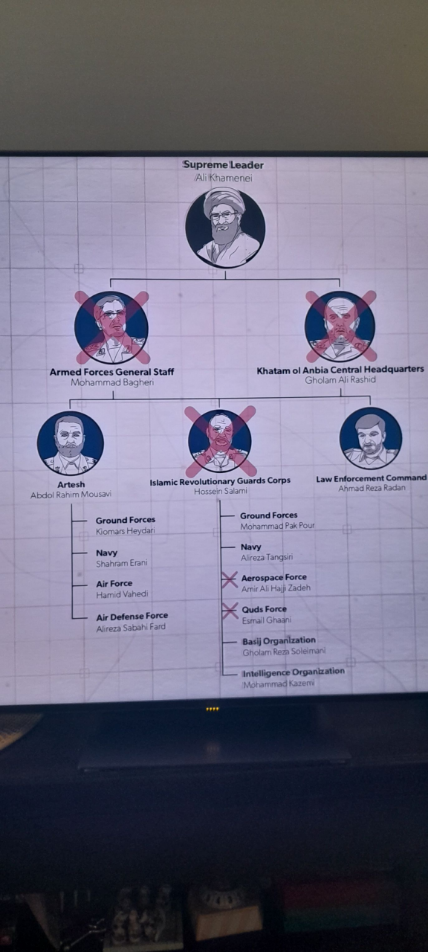 Supreme Leader
Ali Khamenei
Armed Forces General Staff
Mohammad Bagheri
Khatam ol Anbia Central Headquarters
Gholam Ali Rashid
Artesh
Abdol Rahim Mousavi
Islamic Revolutionary Guards Corps
Hossein Salami
Law Enforcement Command
Ahmad Reza Radan
Ground Forces
Kiomars Heydari
Navy
Shahram Erani
Air Force
Hamid Vahedi
Air Defense Force
Alireza Sabahi Fard
Ground Forces
Mohammad Pak Pour
Navy
Alireza Tangsiri
Aerospace Force
Amir Ali Hajji Zadeh
Quds Force
Esmail Ghaani
Basij Organization
Gholam Reza Soleimani
Intelligence Organization
Mohammad Kazemi